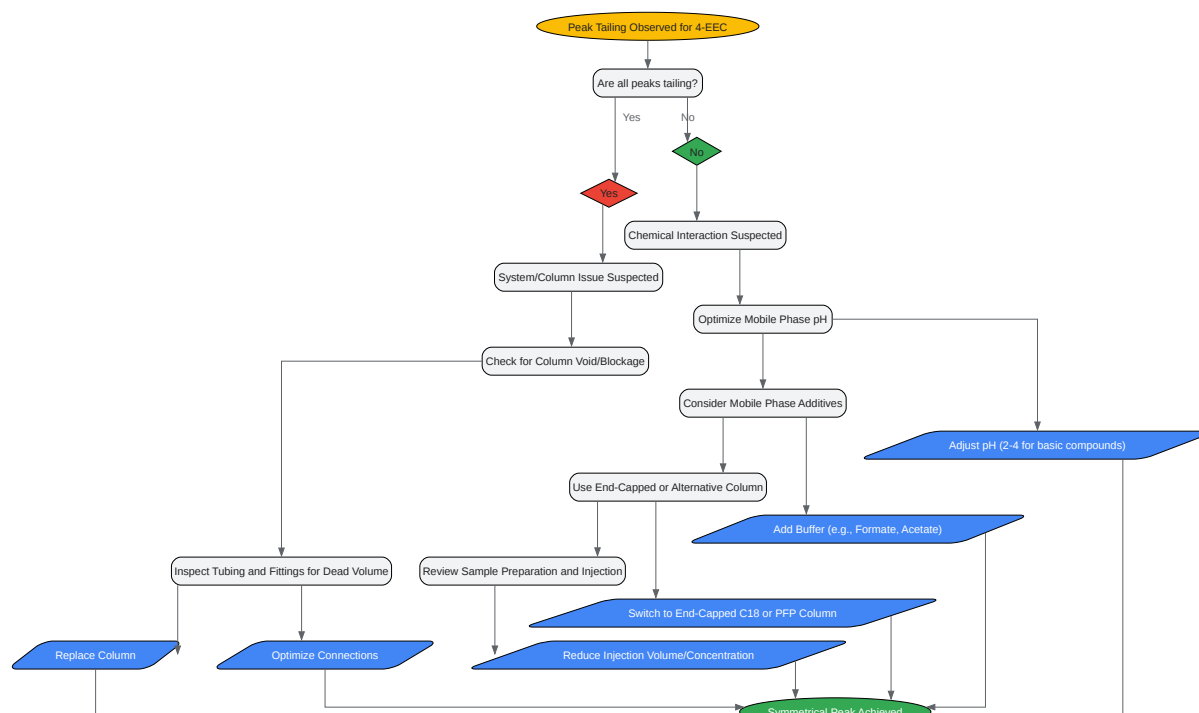 Peak Tailing Observed for 4-EEC
Are all peaks tailing?
Yes
No
No
Yes
Chemical Interaction Suspected
System/Column Issue Suspected
Optimize Mobile Phase pH
Check for Column Void/Blockage
Consider Mobile Phase Additives
Adjust pH (2-4 for basic compounds)
Use End-Capped or Alternative Column
Add Buffer (e.g., Formate, Acetate)
Inspect Tubing and Fittings for Dead Volume
Review Sample Preparation and Injection
Switch to End-Capped C18 or PFP Column
Replace Column
Optimize Connections
Reduce Injection Volume/Concentration
Symmetrical Peak Achieved